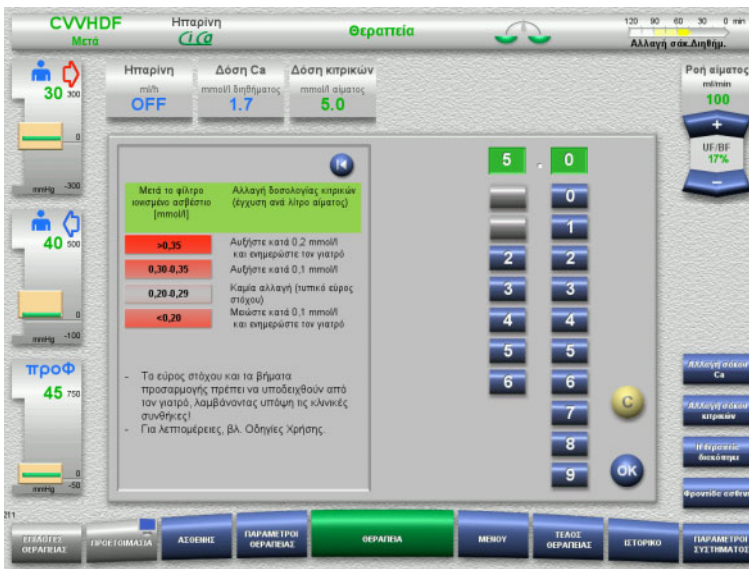 CVVHDF
Μετά
Ηπαρίνη
CiCa
Θεραπεία
120 90 60 30 0 min
Αλλαγή σάκ.Διηθήμ.
30 300
0
mmHg -300
40 500
0
mmHg -100
προΦ
45 750
0
mmHg -50
Ηπαρίνη
ml/h
OFF
Δόση Ca
mmol/l διηθήματος
1.7
Δόση κιτρικών
mmol/l αίματος
5.0
Ροή αίματος
ml/min
100
+
UF/BF
17%
−
Μετά το φίλτρο
ιονισμένο ασβέστιο
[mmol/l]
Αλλαγή δοσολογίας κιτρικών
(έγχυση ανά λίτρο αίματος)
>0,35
Αυξήστε κατά 0,2 mmol/l
και ενημερώστε τον γιατρό
0,30-0,35
Αυξήστε κατά 0,1 mmol/l
0,20-0,29
Καμία αλλαγή (τυπικό εύρος
στόχου)
<0,20
Μειώστε κατά 0,1 mmol/l
και ενημερώστε τον γιατρό
- Το εύρος στόχου και τα βήματα
προσαρμογής πρέπει να υποδειχθούν από
τον γιατρό, λαμβάνοντας υπόψη τις κλινικές
συνθήκες!
- Για λεπτομέρειες, βλ. Οδηγίες Χρήσης.
5 . 0
0
1
2 2
3 3
4 4
5 5
6 6
7
8
9
C
OK
Αλλαγή σάκου
Ca
Αλλαγή σάκου
κιτρικών
Η θεραπεία
διεκόπηκε
Φροντίδα ασθεν
211
ΕΠΙΛΟΓΕΣ
ΘΕΡΑΠΕΙΑΣ
ΠΡΟΕΤΟΙΜΑΣΙΑ
ΑΣΘΕΝΗΣ
ΠΑΡΑΜΕΤΡΟΙ
ΘΕΡΑΠΕΙΑΣ
ΘΕΡΑΠΕΙΑ
ΜΕΝΟΥ
ΤΕΛΟΣ
ΘΕΡΑΠΕΙΑΣ
ΙΣΤΟΡΙΚΟ
ΠΑΡΑΜΕΤΡΟΙ
ΣΥΣΤΗΜΑΤΟΣ